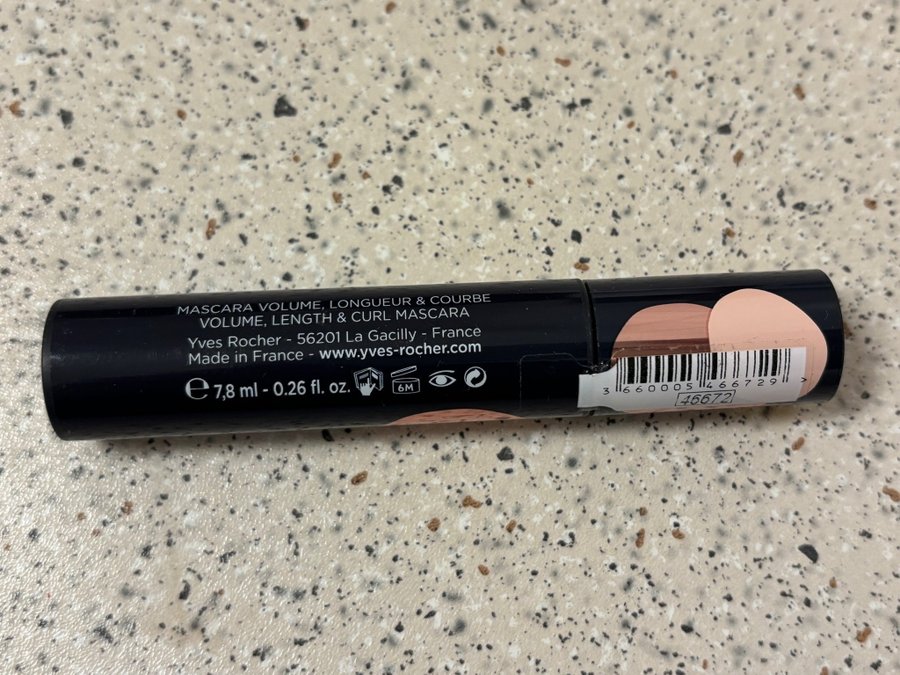 MASCARA VOLUME, LONGUEUR & COURBE
VOLUME, LENGTH & CURL MASCARA
Yves Rocher - 56201 La Gacilly - France
Made in France - www.yves-rocher.com
℮ 7,8 ml - 0.26 fl. oz. 6M
3 660005 466729 >
46672